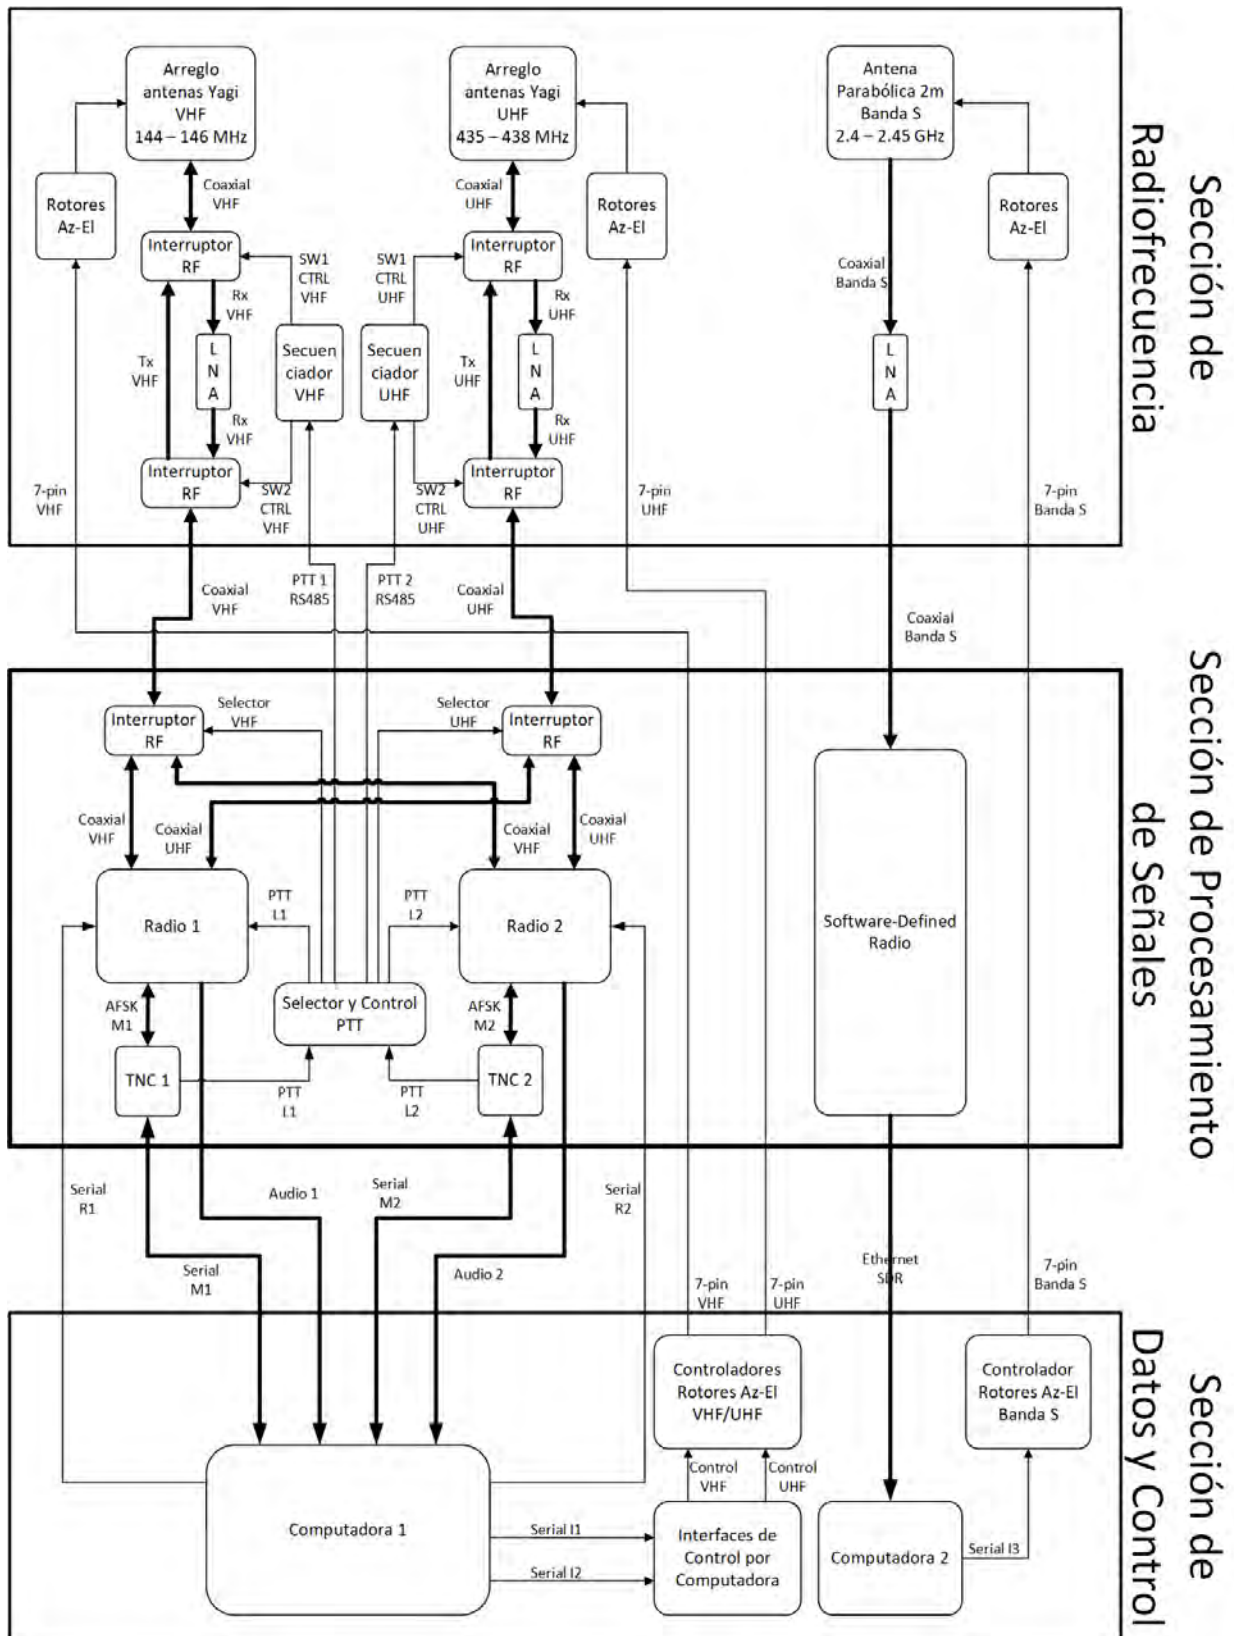 Arreglo
antenas Yagi
VHF
144 – 146 MHz
Arreglo
antenas Yagi
UHF
435 – 438 MHz
Antena
Parabólica 2m
Banda S
2.4 – 2.45 GHz
Sección de
Radiofrecuencia
Rotores
Az-El
Coaxial
VHF
Coaxial
UHF
Rotores
Az-El
Rotores
Az-El
Interruptor
RF
SW1
CTRL
VHF
SW1
CTRL
UHF
Interruptor
RF
Coaxial
Banda S
Rx
VHF
Rx
UHF
Tx
VHF
L
N
A
Secuen
ciador
VHF
Secuen
ciador
UHF
Tx
UHF
L
N
A
L
N
A
Rx
VHF
Rx
UHF
Interruptor
RF
SW2
CTRL
VHF
SW2
CTRL
UHF
Interruptor
RF
7-pin
VHF
7-pin
UHF
7-pin
Banda S
Coaxial
VHF
PTT 1
RS485
PTT 2
RS485
Coaxial
UHF
Coaxial
Banda S
Sección de Procesamiento
de Señales
Interruptor
RF
Selector
VHF
Selector
UHF
Interruptor
RF
Coaxial
VHF
Coaxial
UHF
Coaxial
VHF
Coaxial
UHF
Radio 1
PTT
L1
PTT
L2
Radio 2
Software-Defined
Radio
AFSK
M1
Selector y Control
PTT
AFSK
M2
TNC 1
PTT
L1
PTT
L2
TNC 2
Serial
R1
Audio 1
Serial
M2
Serial
R2
Serial
M1
Audio 2
Ethernet
SDR
7-pin
VHF
7-pin
UHF
7-pin
Banda S
Sección de
Datos y Control
Controladores
Rotores Az-El
VHF/UHF
Controlador
Rotores Az-El
Banda S
Control
VHF
Control
UHF
Computadora 1
Serial I1
Serial I2
Interfaces de
Control por
Computadora
Computadora 2
Serial I3